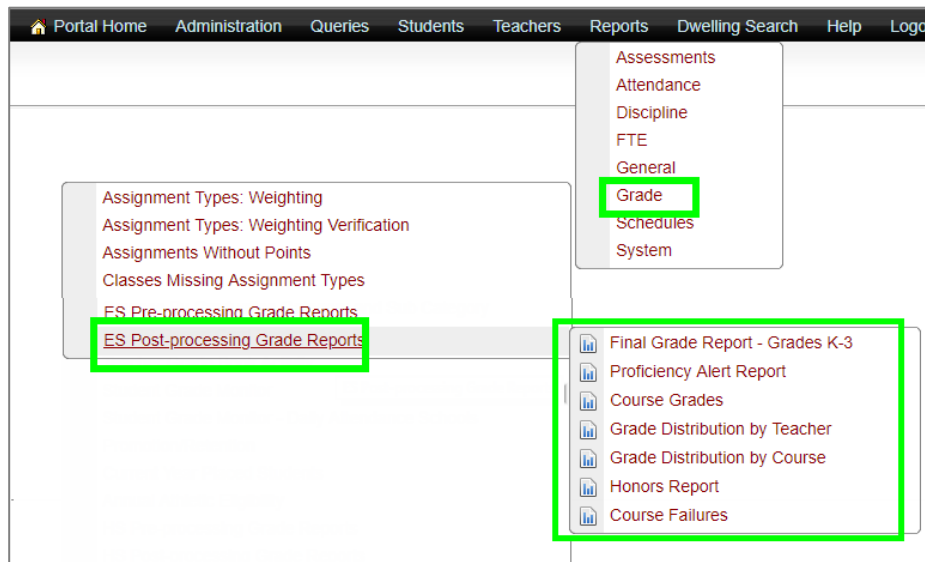 Portal Home Administration Queries Students Teachers Reports Dwelling Search Help Logo
Assessments
Attendance
Discipline
FTE
General
Grade
Schedules
System
Assignment Types: Weighting
Assignment Types: Weighting Verification
Assignments Without Points
Classes Missing Assignment Types
ES Pre-processing Grade Reports
ES Post-processing Grade Reports
Final Grade Report - Grades K-3
Proficiency Alert Report
Course Grades
Grade Distribution by Teacher
Grade Distribution by Course
Honors Report
Course Failures